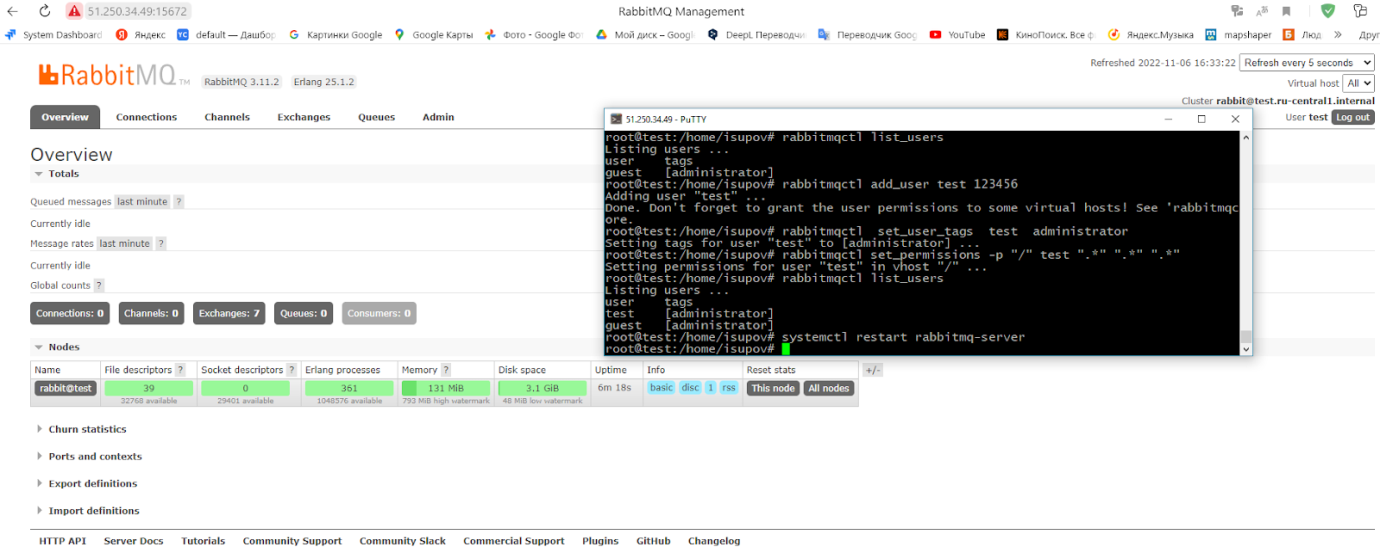 51.250.34.49:15672
RabbitMQ Management
System Dashboard Яндекс default — Дашбор Картинки Google Google Карты Фото - Google Фо Мой диск – Googl DeepL Переводчи Переводчик Goog YouTube КиноПоиск. Все ф Яндекс.Музыка mapshaper Люд » Друг
RabbitMQ TM RabbitMQ 3.11.2 Erlang 25.1.2
Refreshed 2022-11-06 16:33:22 Refresh every 5 seconds
Virtual host All
Cluster rabbit@test.ru-central1.internal
User test Log out
Overview Connections Channels Exchanges Queues Admin
Overview
Totals
Queued messages last minute ?
Currently idle
Message rates last minute ?
Currently idle
Global counts ?
Connections: 0 Channels: 0 Exchanges: 7 Queues: 0 Consumers: 0
51.250.34.49 - PuTTY
root@test:/home/isupov# rabbitmqctl list_users
Listing users ...
user tags
guest [administrator]
root@test:/home/isupov# rabbitmqctl add_user test 123456
Adding user "test" ...
Done. Don't forget to grant the user permissions to some virtual hosts! See 'rabbitmqc
ore.
root@test:/home/isupov# rabbitmqctl set_user_tags test administrator
Setting tags for user "test" to [administrator] ...
root@test:/home/isupov# rabbitmqctl set_permissions -p "/" test ".*" ".*" ".*"
Setting permissions for user "test" in vhost "/" ...
root@test:/home/isupov# rabbitmqctl list_users
Listing users ...
user tags
test [administrator]
guest [administrator]
root@test:/home/isupov# systemctl restart rabbitmq-server
root@test:/home/isupov#
Nodes
Name File descriptors ? Socket descriptors ? Erlang processes Memory ? Disk space Uptime Info Reset stats +/-
rabbit@test 39 0 361 131 MiB 3.1 GiB 6m 18s basic disc 1 rss This node All nodes
32768 available 29401 available 1048576 available 793 MiB high watermark 48 MiB low watermark
Churn statistics
Ports and contexts
Export definitions
Import definitions
HTTP API Server Docs Tutorials Community Support Community Slack Commercial Support Plugins GitHub Changelog